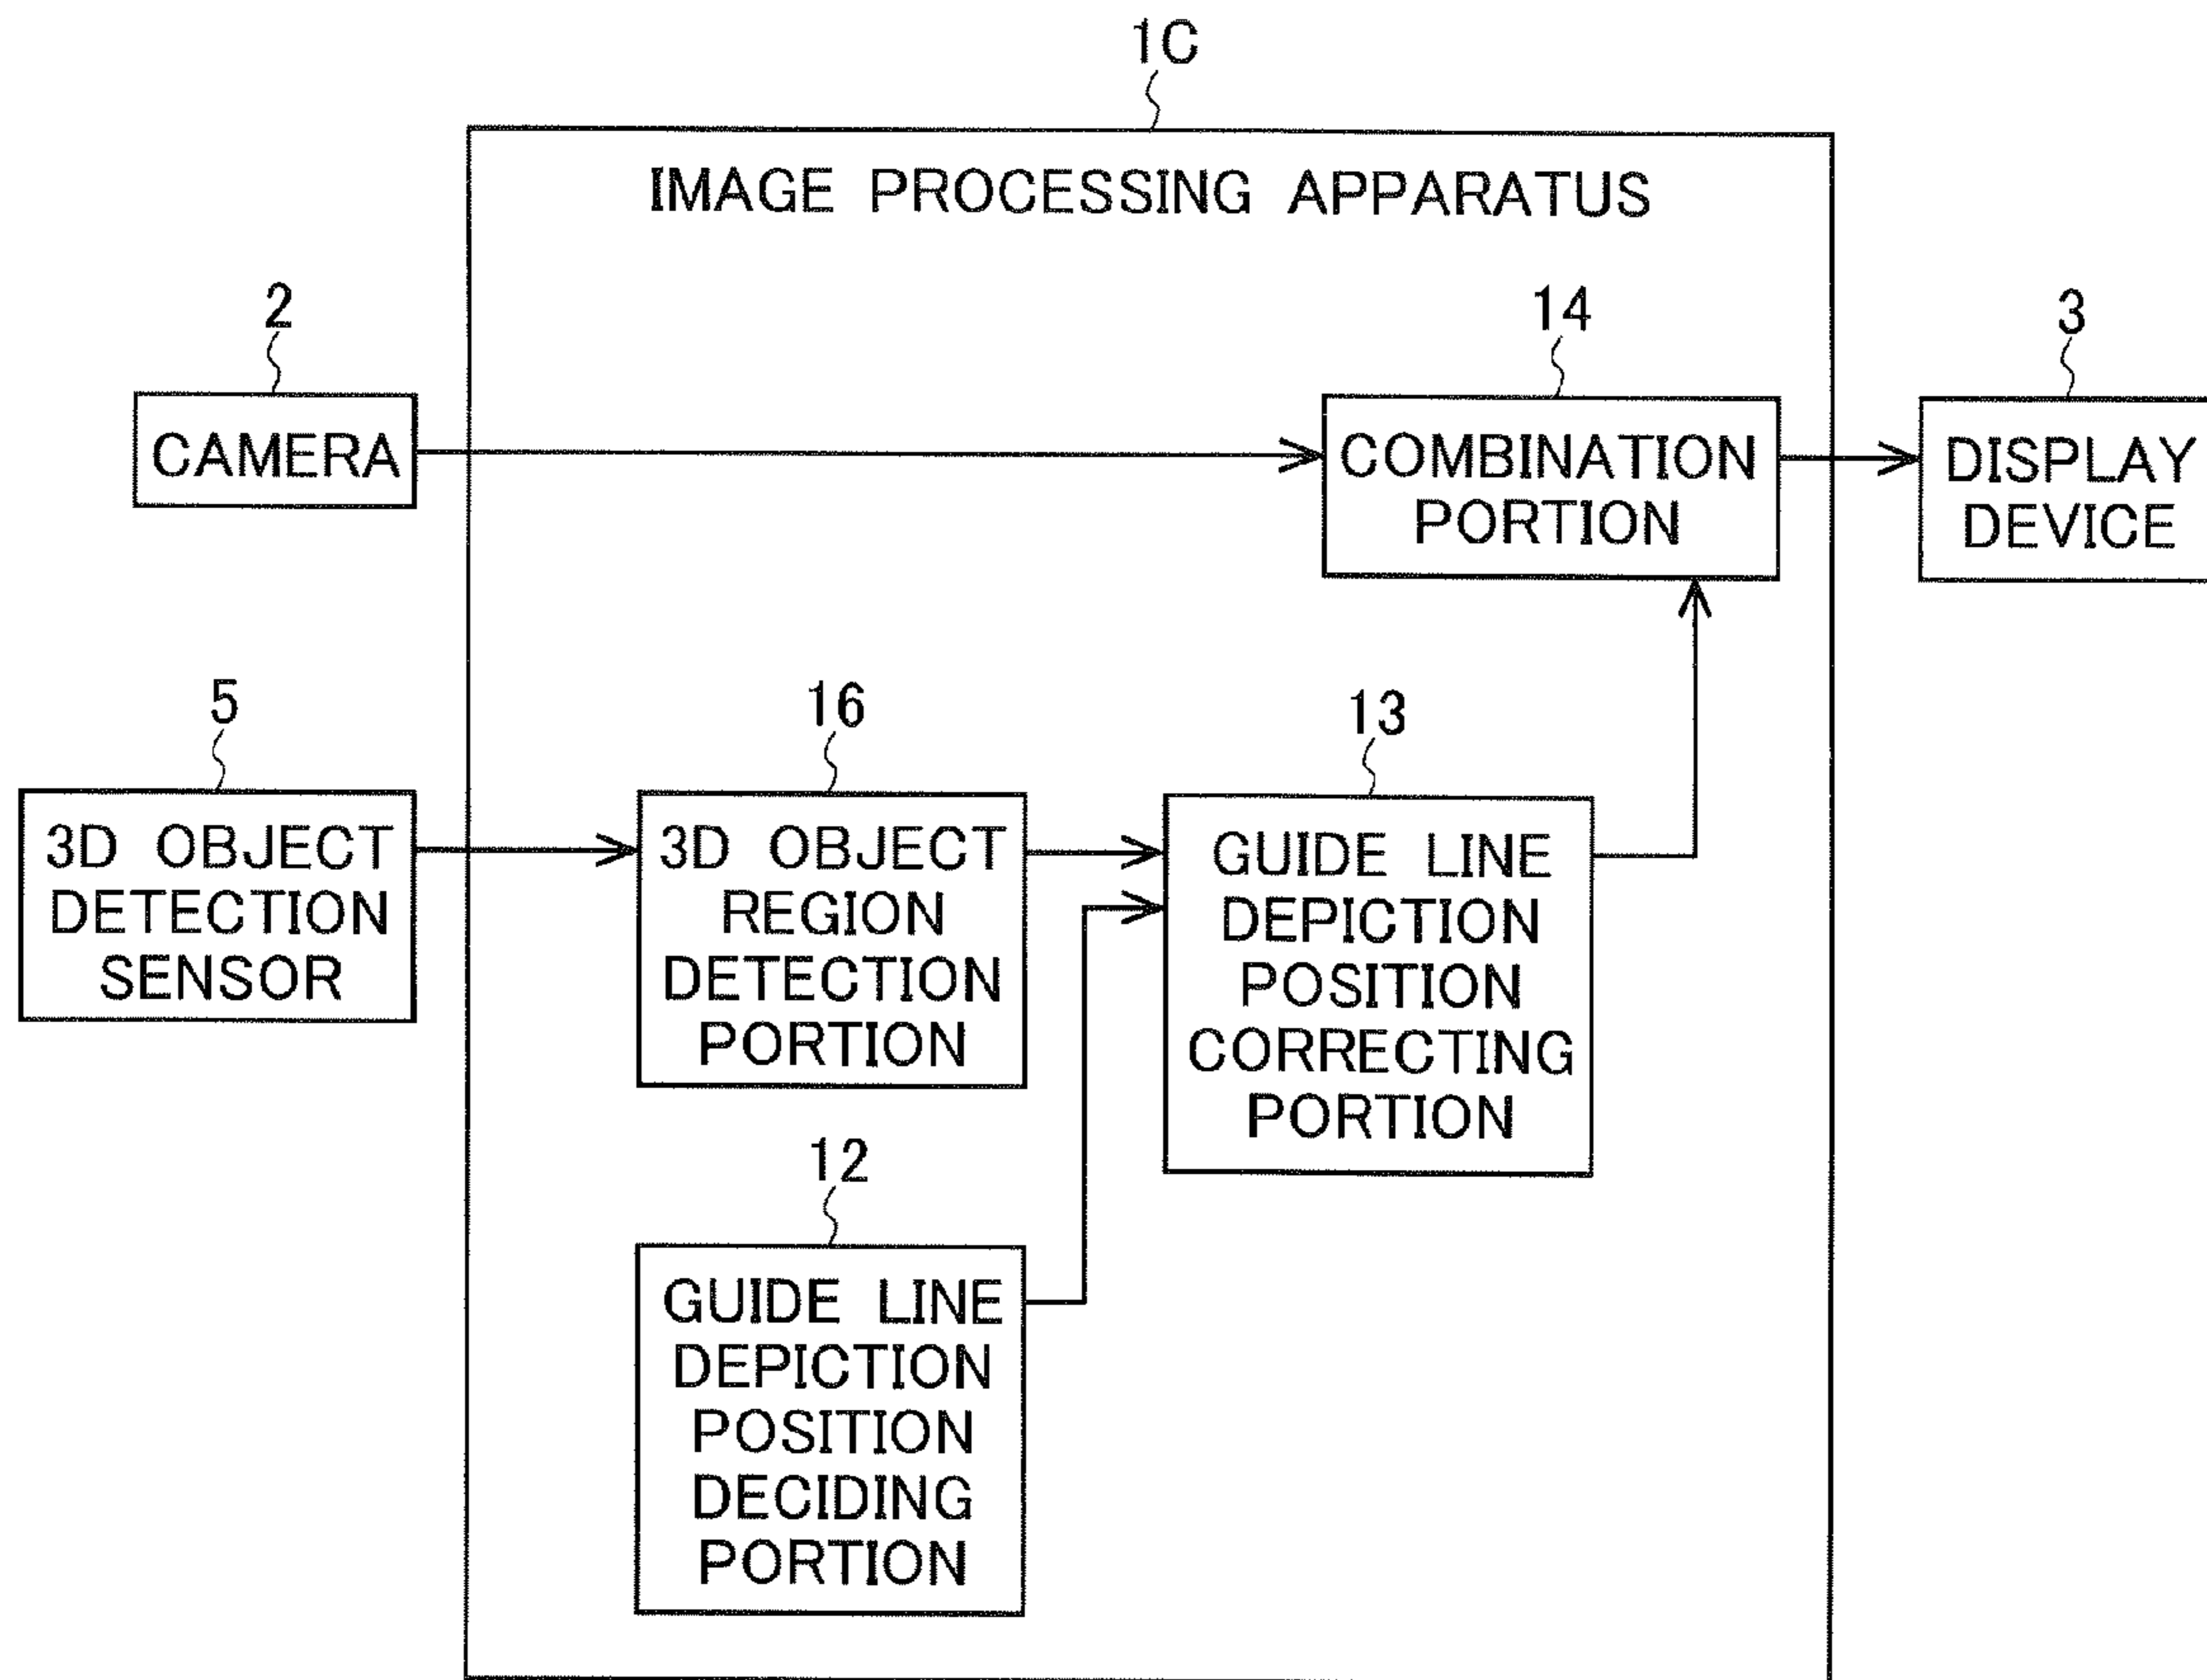 1C
IMAGE PROCESSING APPARATUS
2
CAMERA
14
COMBINATION
PORTION
3
DISPLAY
DEVICE
5
3D OBJECT
DETECTION
SENSOR
16
3D OBJECT
REGION
DETECTION
PORTION
13
GUIDE LINE
DEPICTION
POSITION
CORRECTING
PORTION
12
GUIDE LINE
DEPICTION
POSITION
DECIDING
PORTION